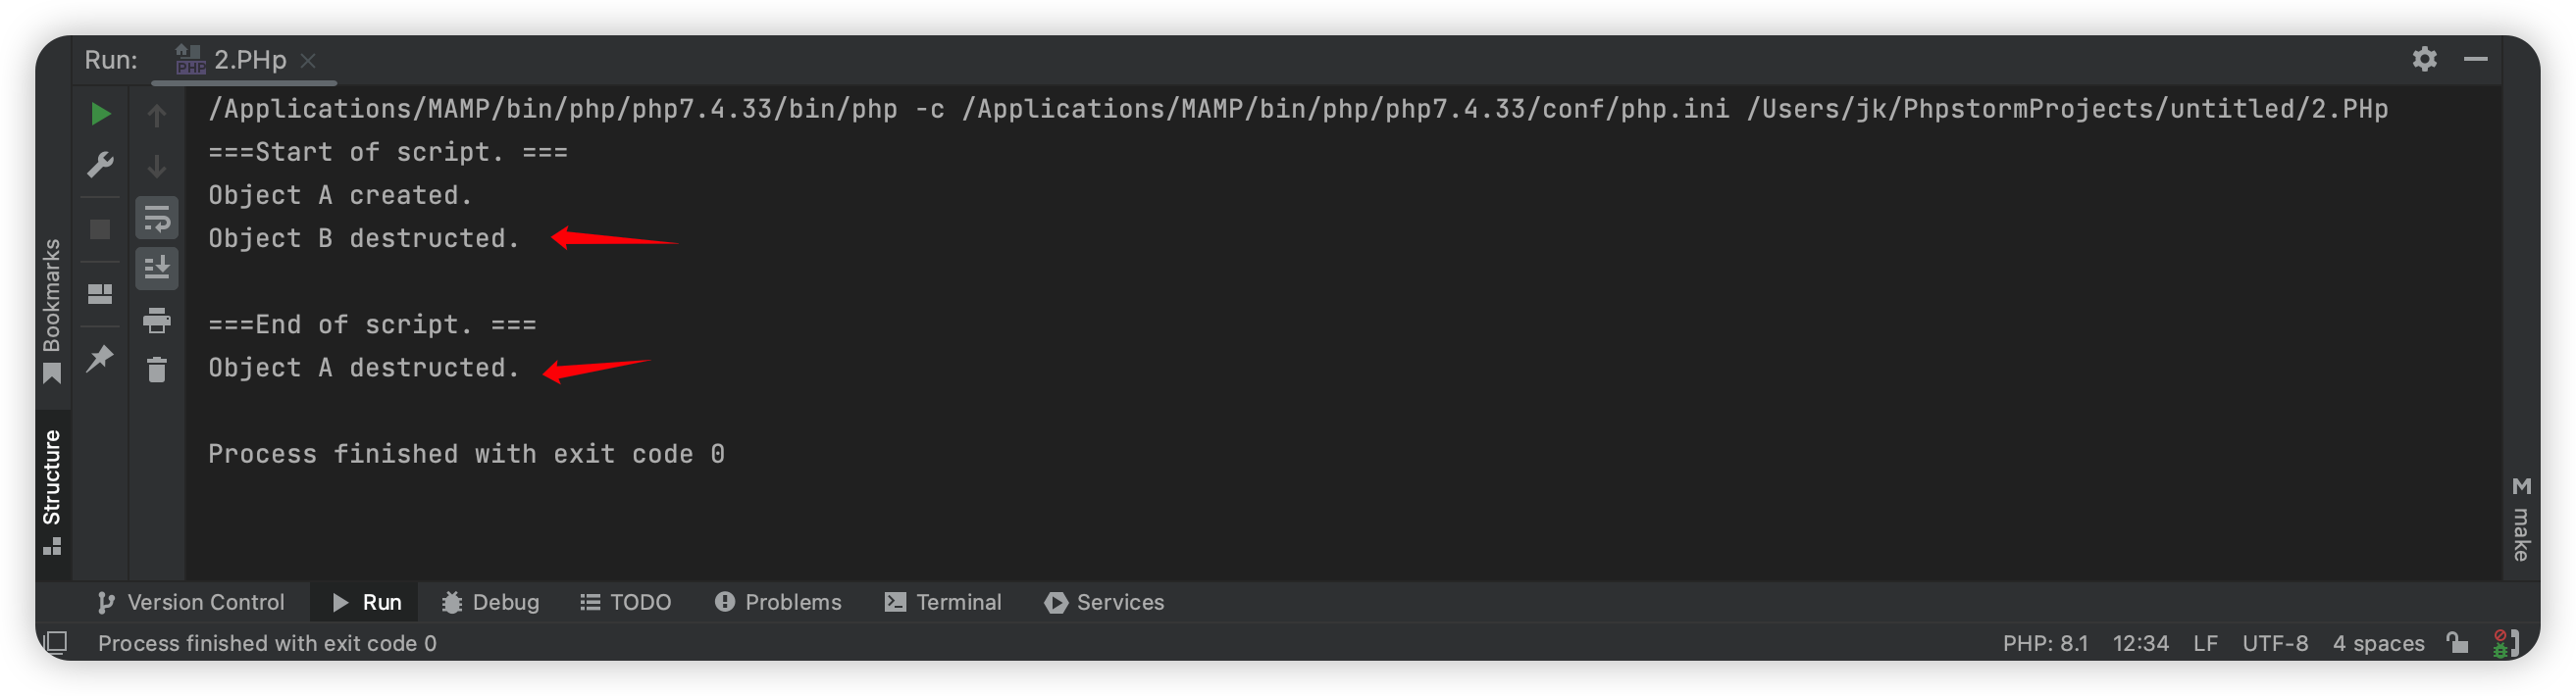 Run: 2.PHp
/Applications/MAMP/bin/php/php7.4.33/bin/php -c /Applications/MAMP/bin/php/php7.4.33/conf/php.ini /Users/jk/PhpstormProjects/untitled/2.PHp
===Start of script. ===
Object A created.
Object B destructed.
===End of script. ===
Object A destructed.
Process finished with exit code 0
Bookmarks
Structure
make
Version Control Run Debug TODO Problems Terminal Services
Process finished with exit code 0 PHP: 8.1 12:34 LF UTF-8 4 spaces